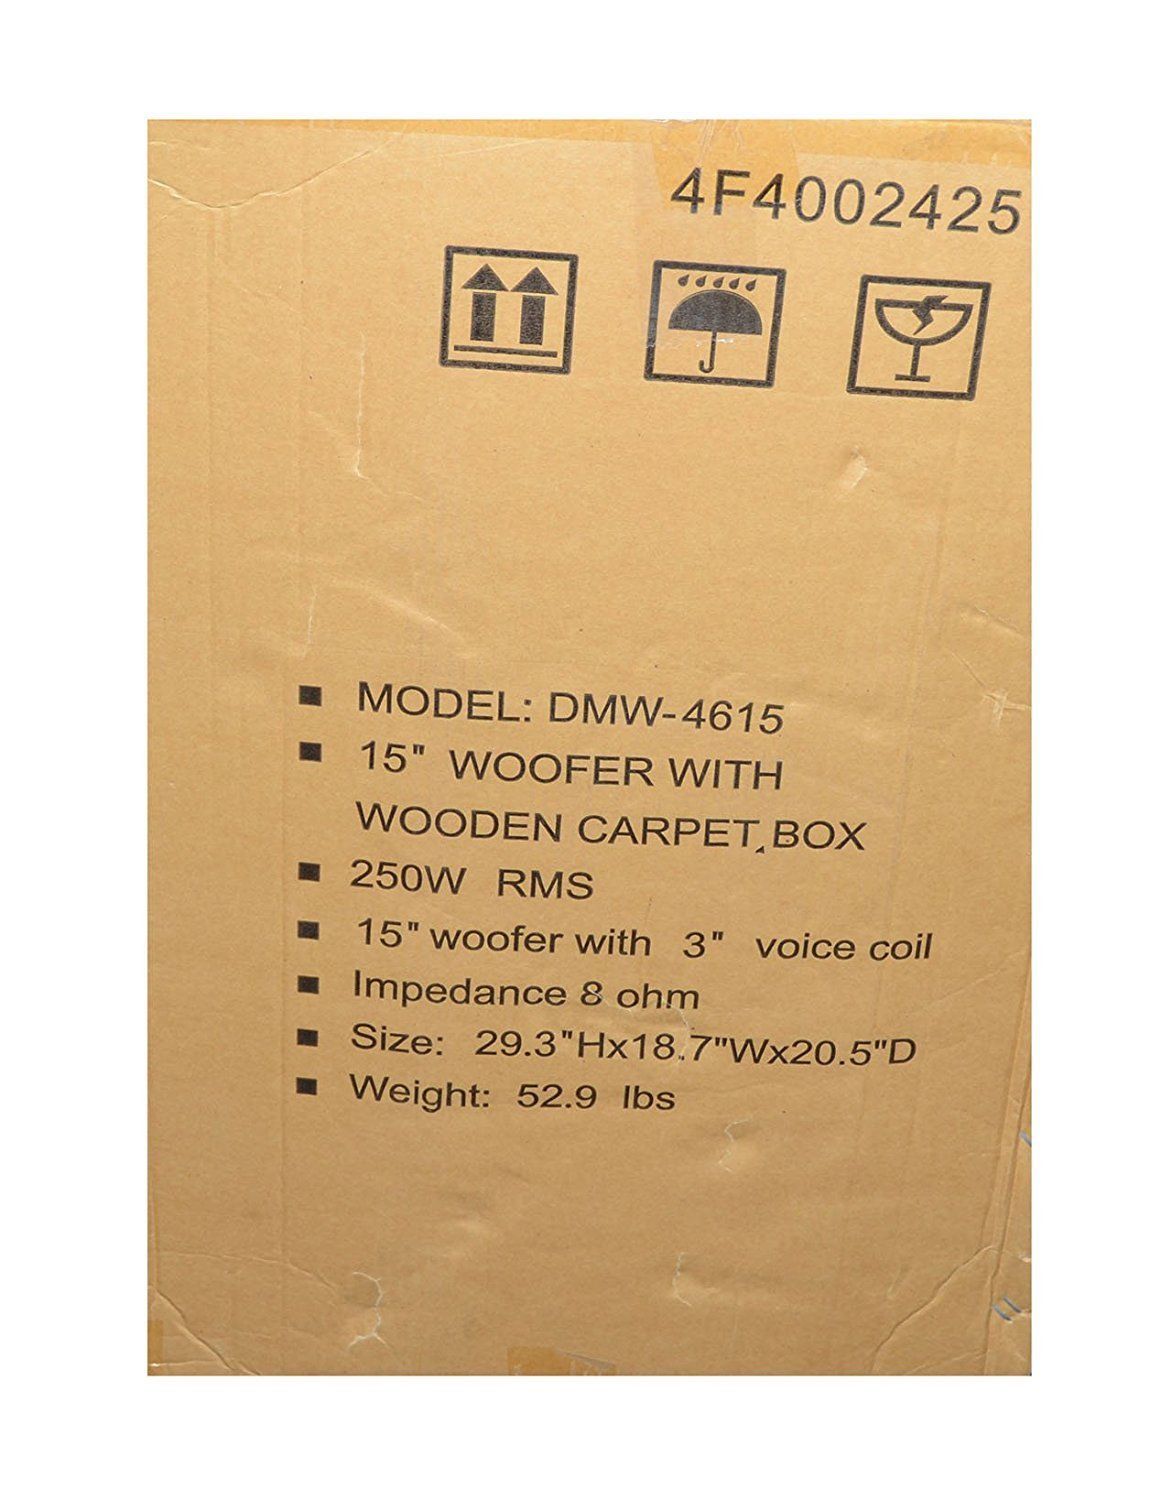 4F4002425
■ MODEL: DMW-4615
■ 15" WOOFER WITH
WOODEN CARPET BOX
■ 250W RMS
■ 15" woofer with 3" voice coil
■ Impedance 8 ohm
■ Size: 29.3"Hx18.7"Wx20.5"D
■ Weight: 52.9 lbs